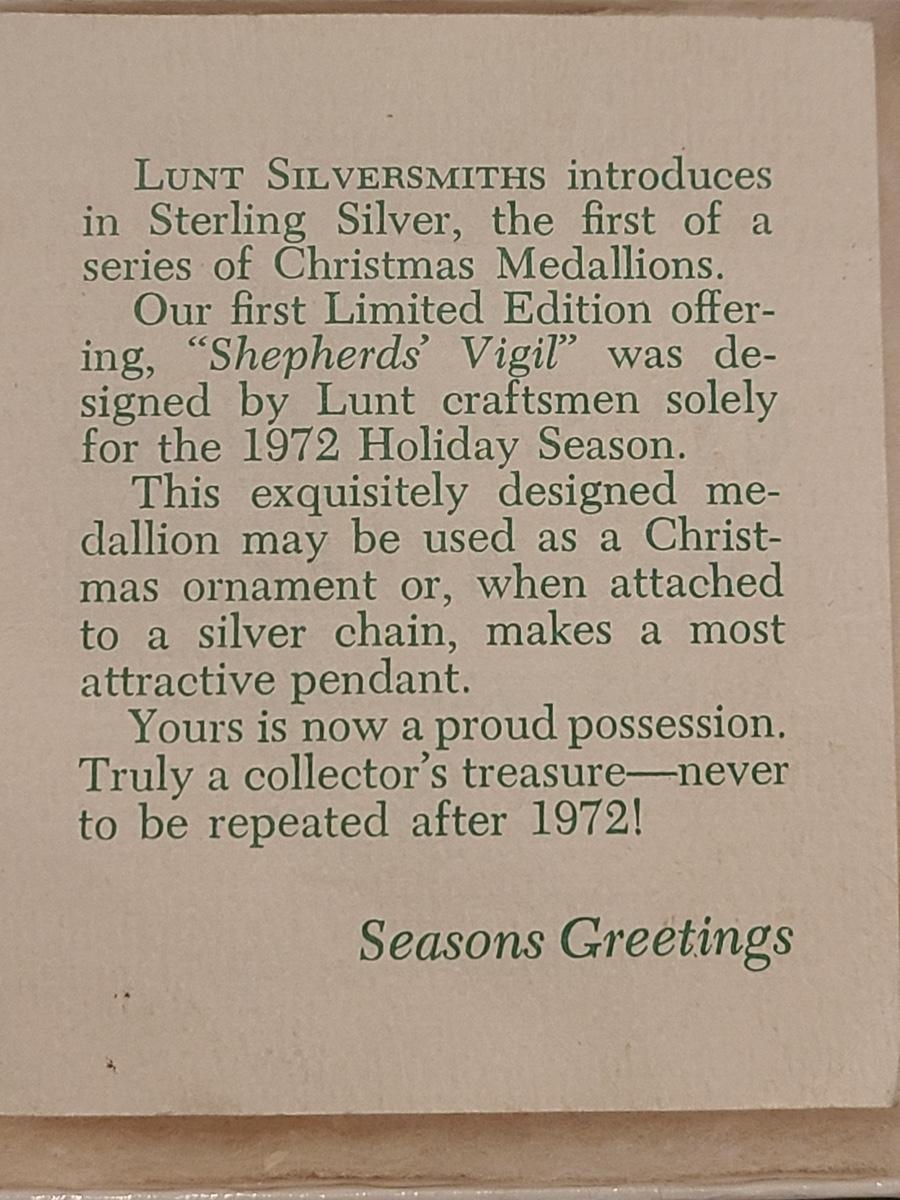 LUNT SILVERSMITHS introduces
in Sterling Silver, the first of a
series of Christmas Medallions.
Our first Limited Edition offer-
ing, “Shepherds’ Vigil” was de-
signed by Lunt craftsmen solely
for the 1972 Holiday Season.
This exquisitely designed me-
dallion may be used as a Christ-
mas ornament or, when attached
to a silver chain, makes a most
attractive pendant.
Yours is now a proud possession.
Truly a collector’s treasure—never
to be repeated after 1972!
Seasons Greetings